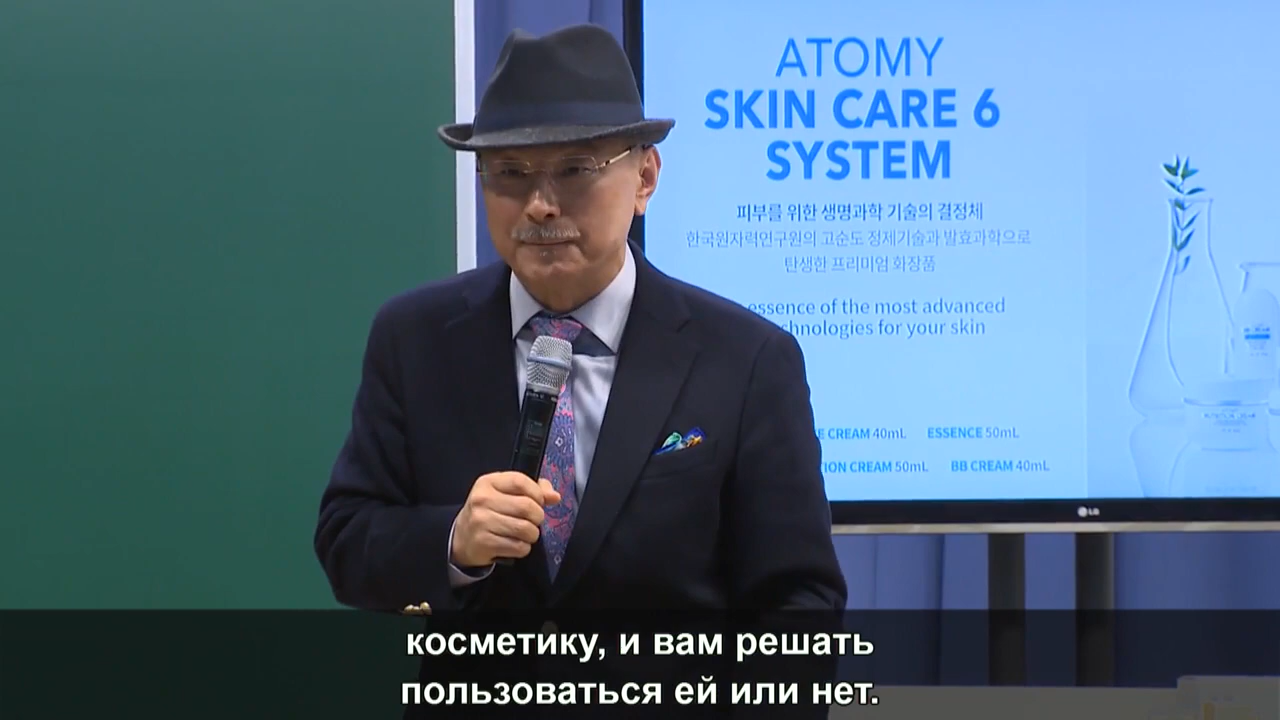 ATOMY
SKIN CARE 6
SYSTEM
피부를 위한 생명과학 기술의 결정체
한국원자력연구원의 고순도 정제기술과 발효과학으로
탄생한 프리미엄 화장품
essence of the most advanced
for your skin
CREAM 40mL ESSENCE 50mL
CREAM 50mL BB CREAM 40mL
LG
косметику, и вам решать
пользоваться ей или нет.